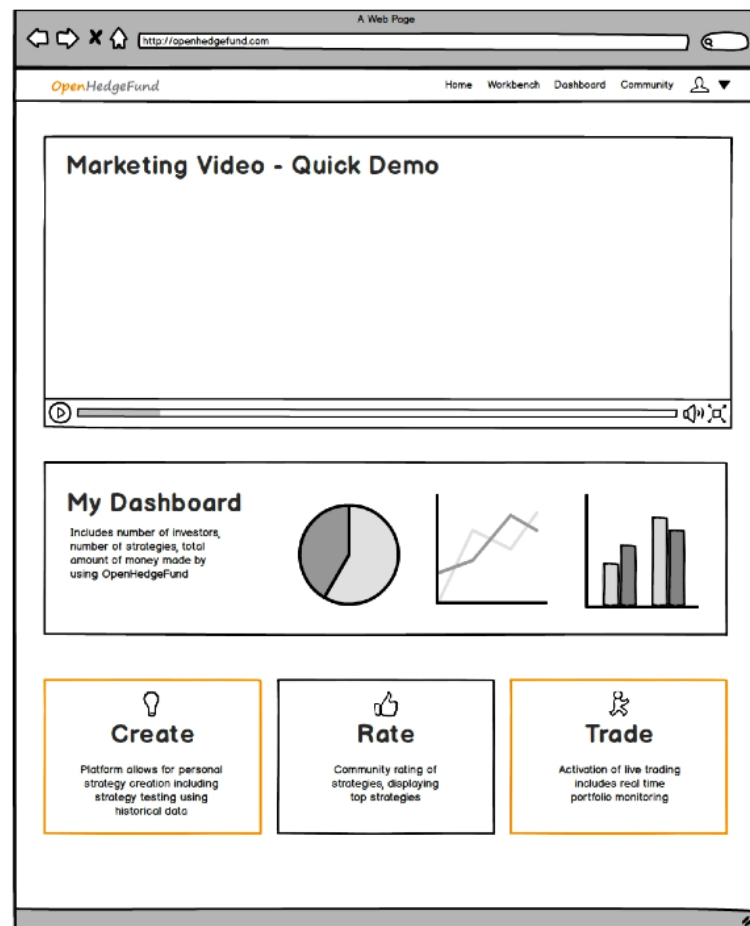 A Web Page
http://openhedgefund.com
OpenHedgeFund
Home Workbench Dashboard Community
Marketing Video - Quick Demo
My Dashboard
Includes number of investors,
number of strategies, total
amount of money made by
using OpenHedgeFund
Create
Platform allows for personal
strategy creation including
strategy testing using
historical data
Rate
Community rating of
strategies, displaying
top strategies
Trade
Activation of live trading
includes real time
portfolio monitoring